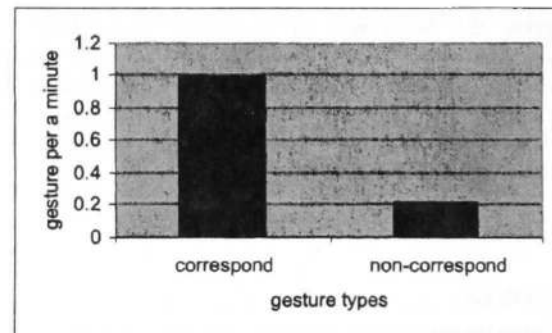 1.2
1
0.8
0.6
0.4
0.2
0
gesture per a minute
correspond non-correspond
gesture types